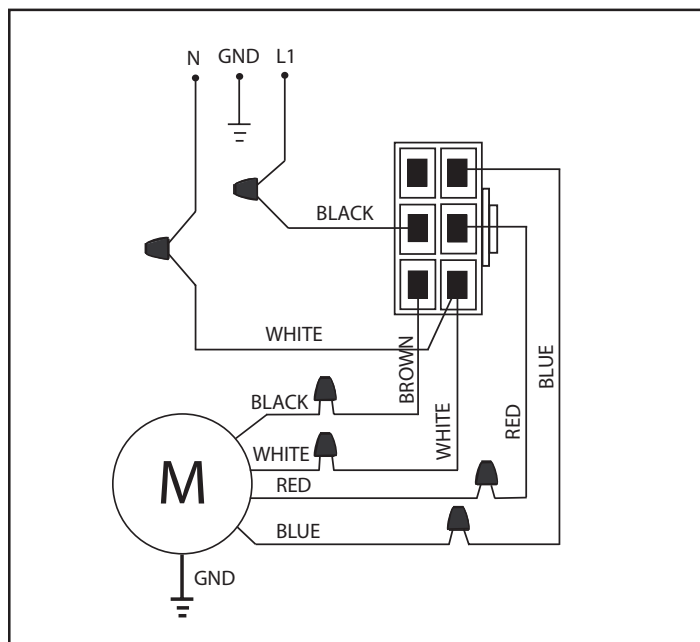 N GND L1
BLACK
WHITE
BROWN
BLUE
BLACK
WHITE
RED
WHITE
M
RED
BLUE
GND